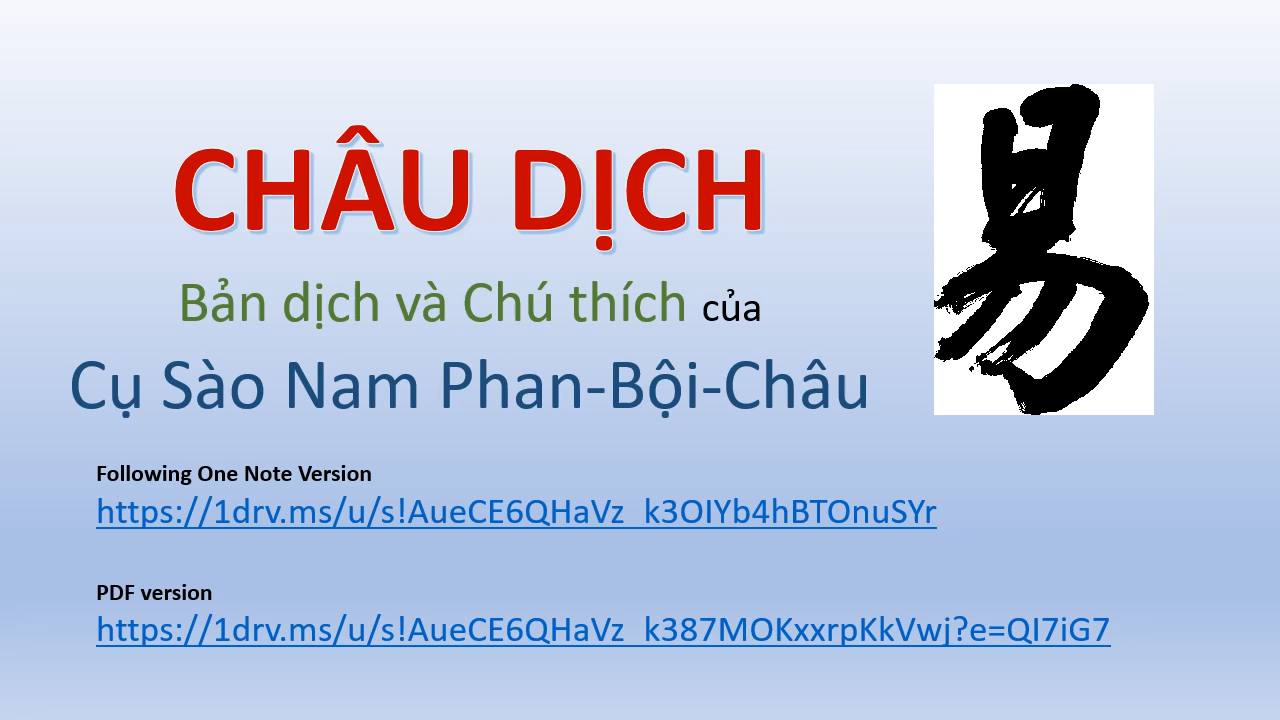 CHÂU DỊCH
易
Bản dịch và Chú thích của
Cụ Sào Nam Phan-Bội-Châu
Following One Note Version
https://1drv.ms/u/s!AueCE6QHaVz_k3OIYb4hBTOnuSYr
PDF version
https://1drv.ms/u/s!AueCE6QHaVz_k387MOKxxrpKkVwj?e=QI7iG7